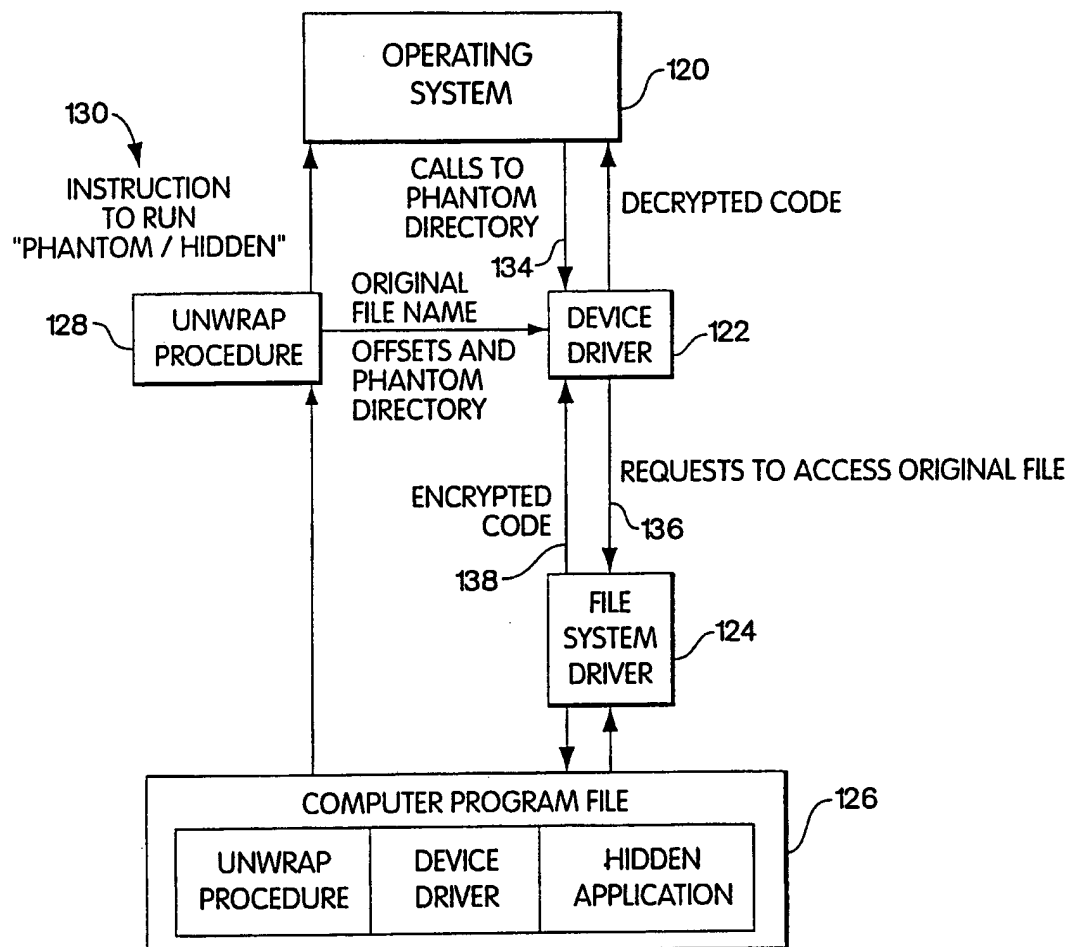 OPERATING
SYSTEM
120
130
INSTRUCTION
TO RUN
"PHANTOM / HIDDEN"
CALLS TO
PHANTOM
DIRECTORY
134
DECRYPTED CODE
128
UNWRAP
PROCEDURE
ORIGINAL
FILE NAME
OFFSETS AND
PHANTOM
DIRECTORY
DEVICE
DRIVER
122
ENCRYPTED
CODE
138
REQUESTS TO ACCESS ORIGINAL FILE
136
FILE
SYSTEM
DRIVER
124
COMPUTER PROGRAM FILE
126
UNWRAP
PROCEDURE
DEVICE
DRIVER
HIDDEN
APPLICATION